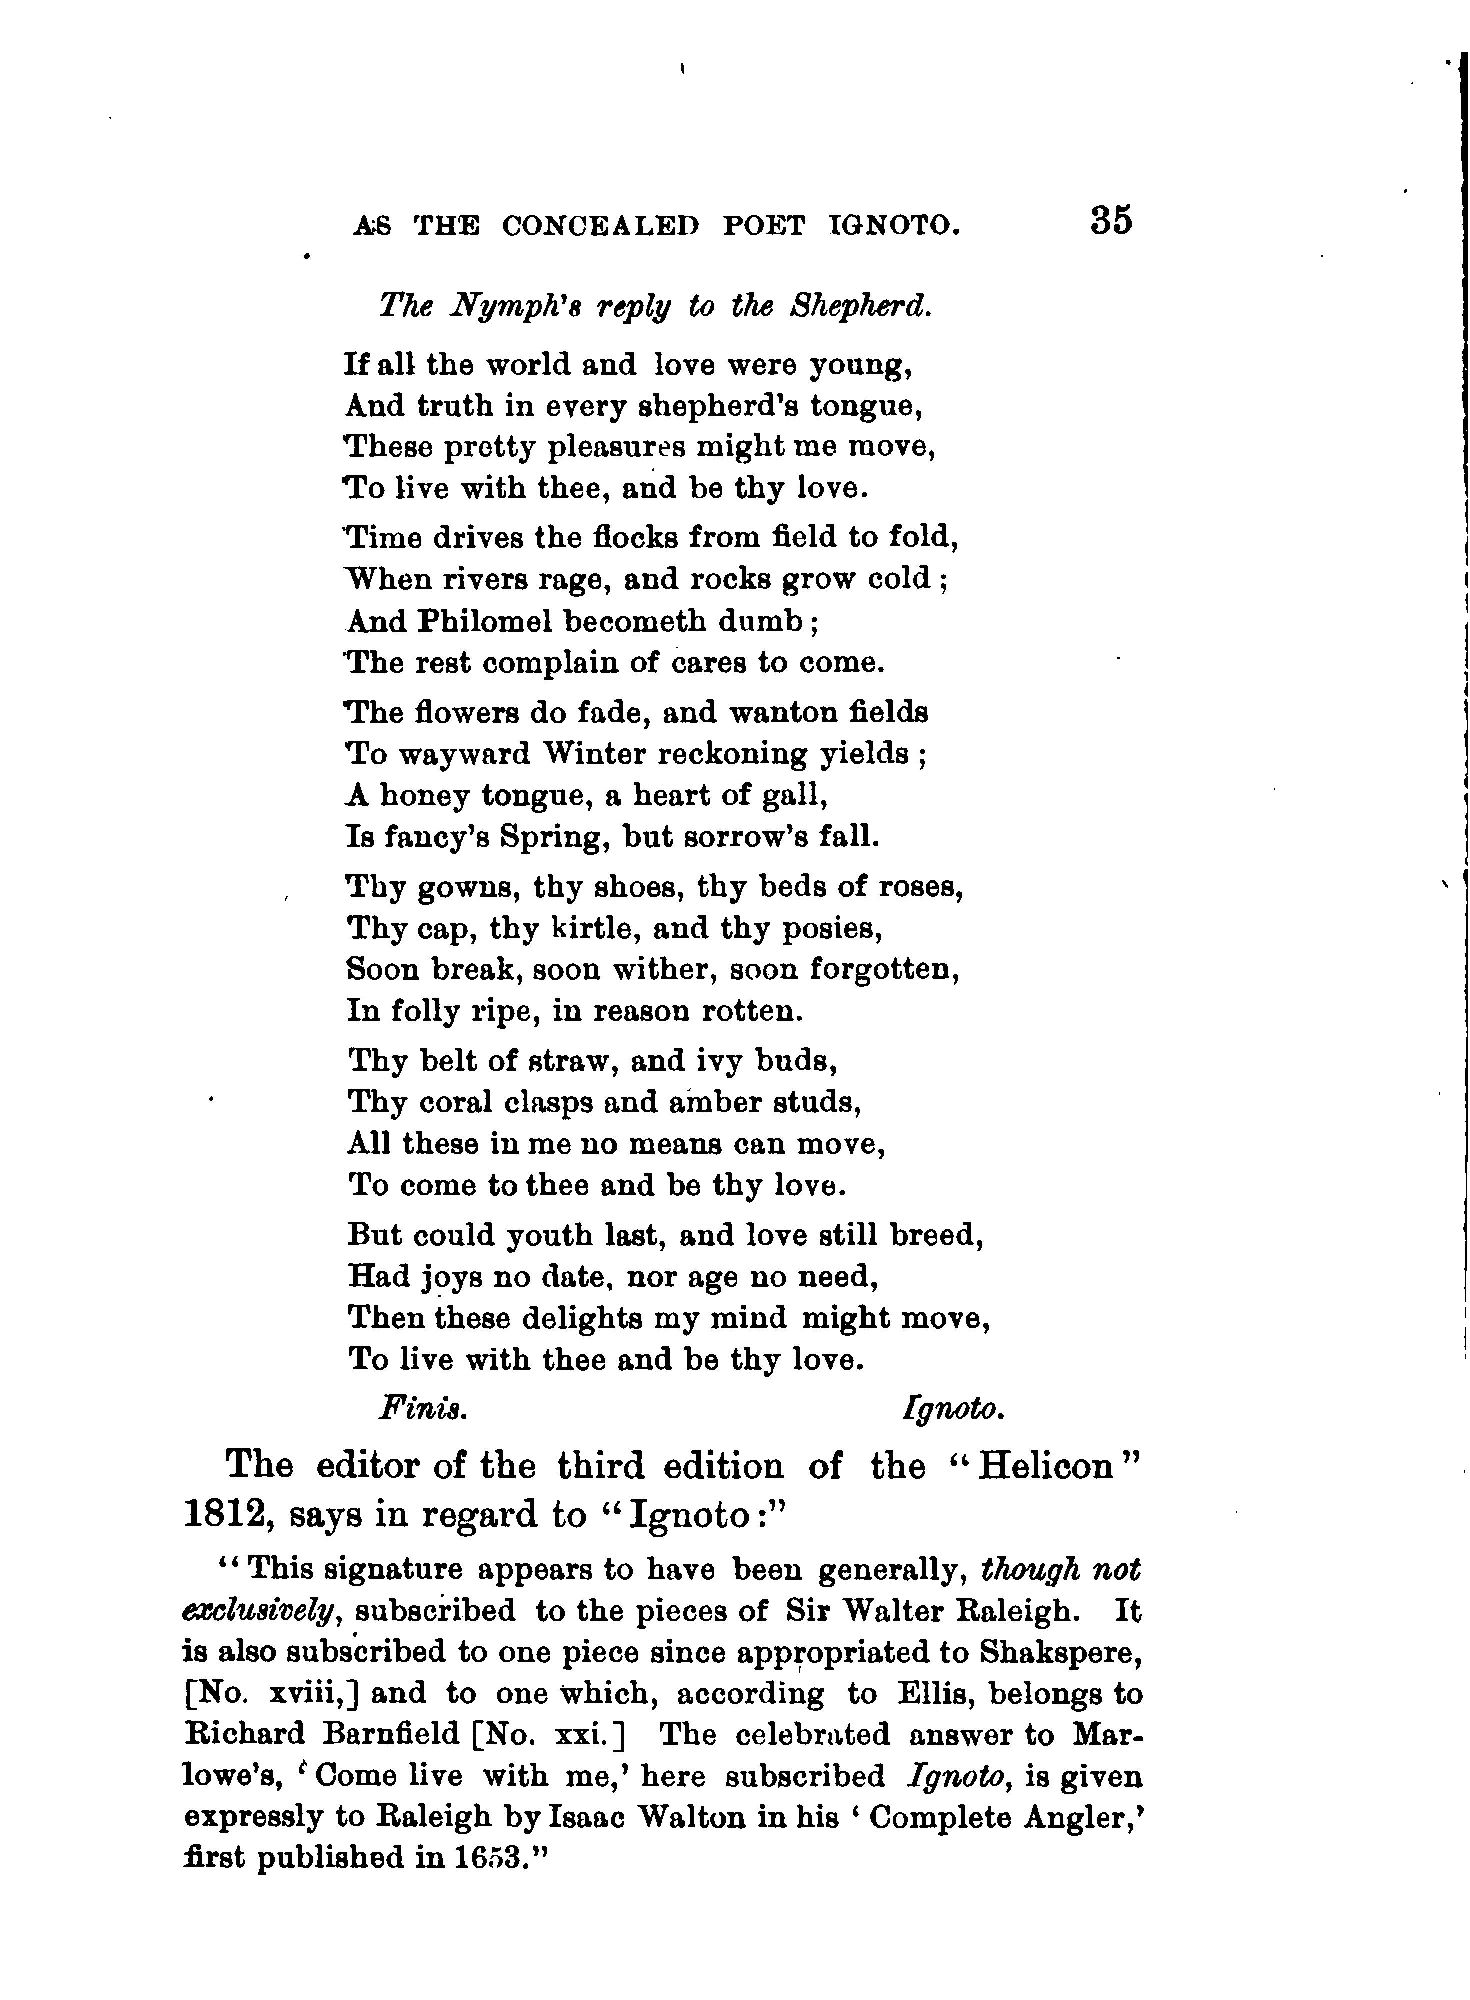 AS THE CONCEALED POET IGNOTO. 35
The Nymph's reply to the Shepherd.
If all the world and love were young,
And truth in every shepherd's tongue,
These pretty pleasures might me move,
To live with thee, and be thy love.
Time drives the flocks from field to fold,
When rivers rage, and rocks grow cold;
And Philomel becometh dumb;
The rest complain of cares to come.
The flowers do fade, and wanton fields
To wayward Winter reckoning yields;
A honey tongue, a heart of gall,
Is fancy's Spring, but sorrow's fall.
Thy gowns, thy shoes, thy beds of roses,
Thy cap, thy kirtle, and thy posies,
Soon break, soon wither, soon forgotten,
In folly ripe, in reason rotten.
Thy belt of straw, and ivy buds,
Thy coral clasps and amber studs,
All these in me no means can move,
To come to thee and be thy love.
But could youth last, and love still breed,
Had joys no date, nor age no need,
Then these delights my mind might move,
To live with thee and be thy love.
Finis. Ignoto.
The editor of the third edition of the "Helicon"
1812, says in regard to "Ignoto:"
"This signature appears to have been generally, though not
exclusively, subscribed to the pieces of Sir Walter Raleigh. It
is also subscribed to one piece since appropriated to Shakspere,
[No. xviii,] and to one which, according to Ellis, belongs to
Richard Barnfield [No. xxi.] The celebrated answer to Mar-
lowe's, 'Come live with me,' here subscribed Ignoto, is given
expressly to Raleigh by Isaac Walton in his 'Complete Angler,'
first published in 1653."